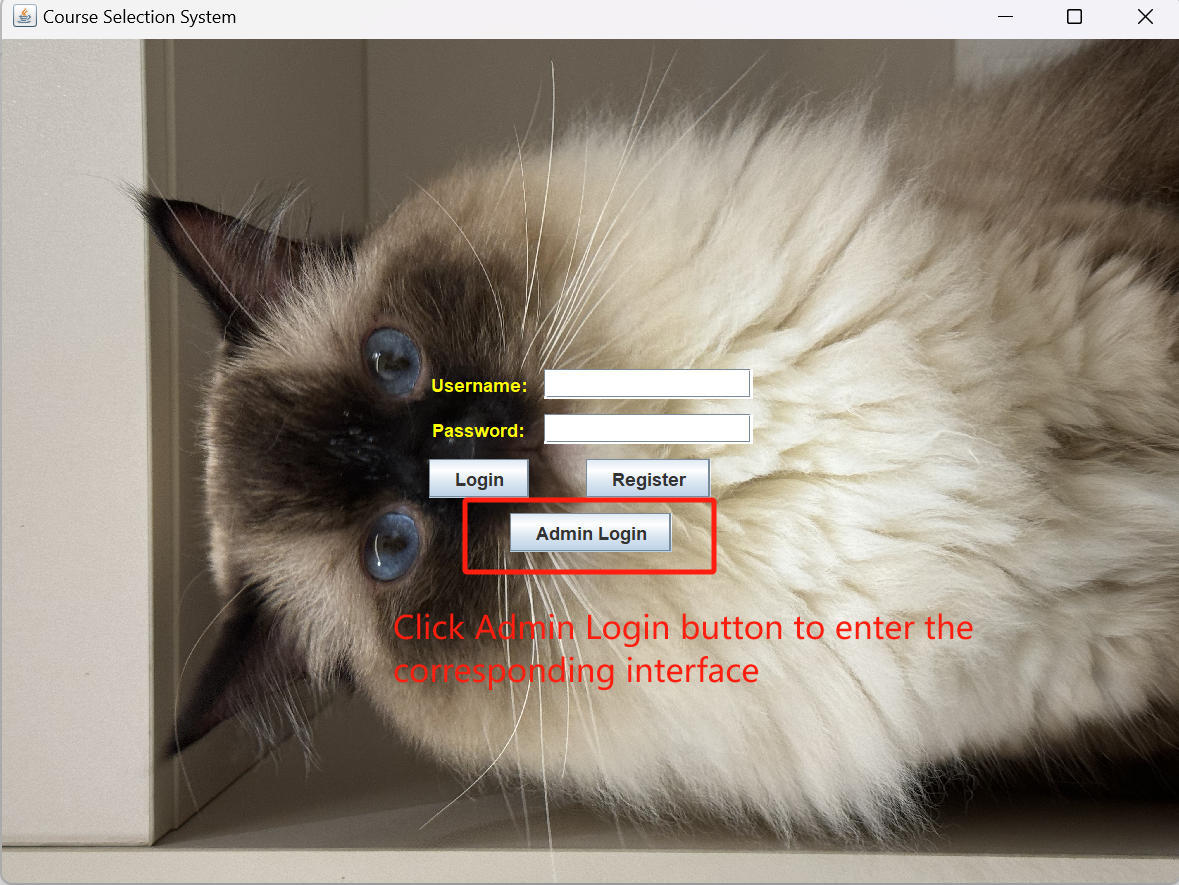 Course Selection System
Username:
Password:
Login Register
Admin Login
Click Admin Login button to enter the
corresponding interface